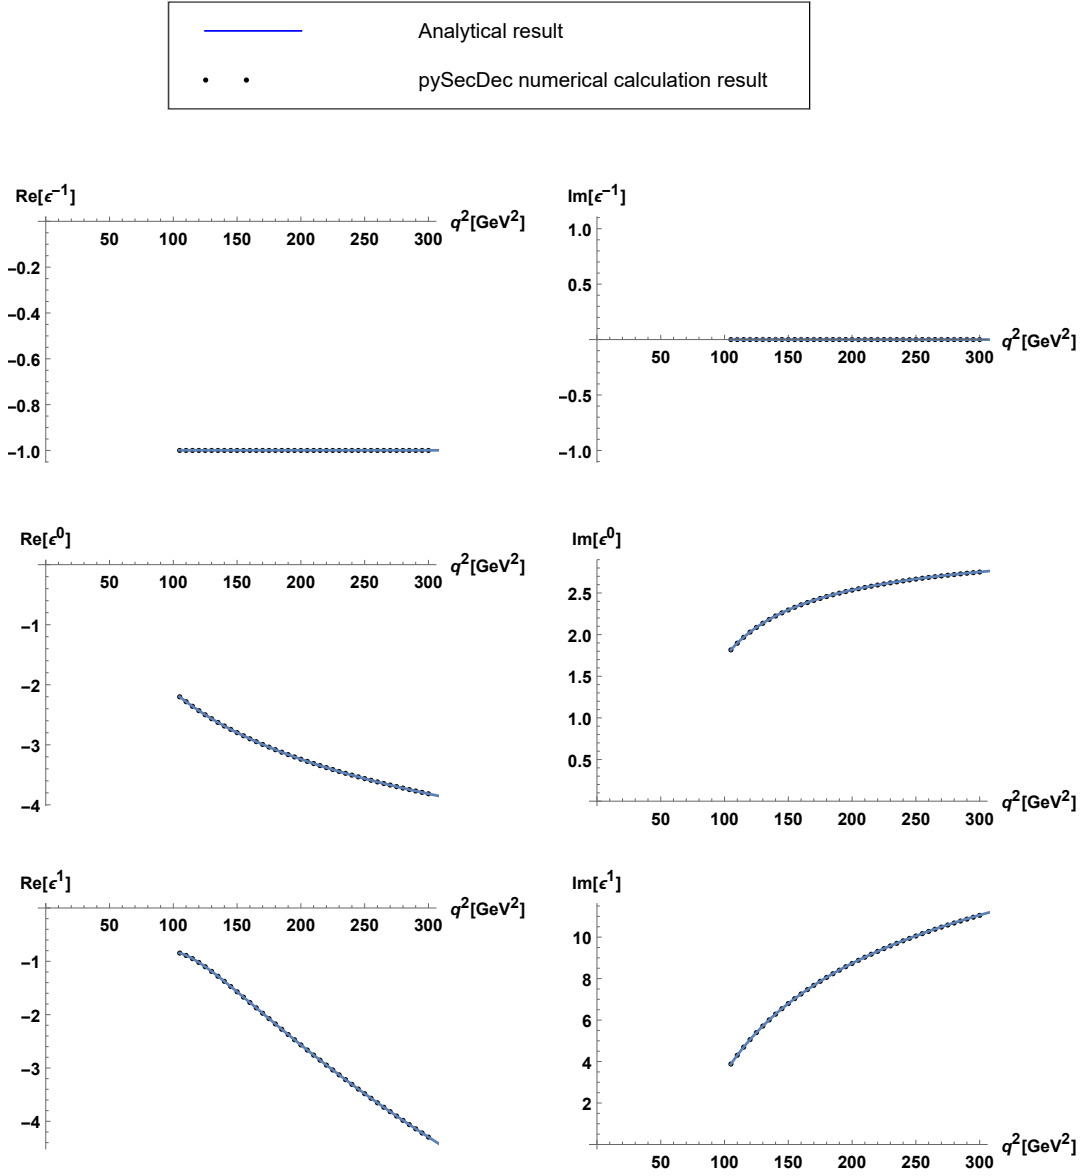 Analytical result
pySecDec numerical calculation result
Re[ϵ⁻¹]
q²[GeV²]
50 100 150 200 250 300
−0.2
−0.4
−0.6
−0.8
−1.0
Im[ϵ⁻¹]
1.0
0.5
q²[GeV²]
50 100 150 200 250 300
−0.5
−1.0
Re[ϵ⁰]
q²[GeV²]
50 100 150 200 250 300
−1
−2
−3
−4
Im[ϵ⁰]
2.5
2.0
1.5
1.0
0.5
q²[GeV²]
50 100 150 200 250 300
Re[ϵ¹]
q²[GeV²]
50 100 150 200 250 300
−1
−2
−3
−4
Im[ϵ¹]
10
8
6
4
2
q²[GeV²]
50 100 150 200 250 300